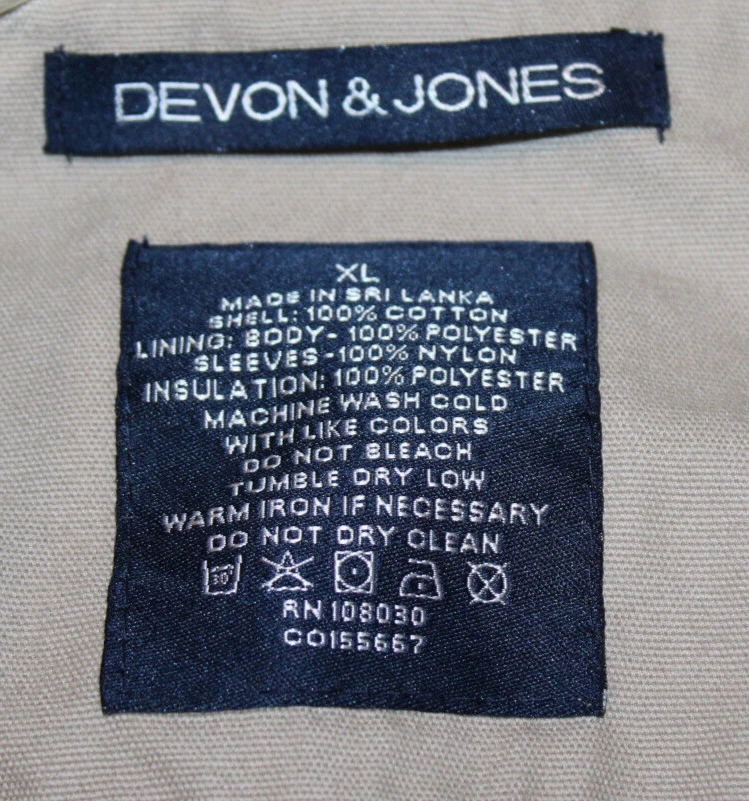 DEVON & JONES
XL
MADE IN SRI LANKA
SHELL: 100% COTTON
LINING: BODY- 100% POLYESTER
SLEEVES-100% NYLON
INSULATION: 100% POLYESTER
MACHINE WASH COLD
WITH LIKE COLORS
DO NOT BLEACH
TUMBLE DRY LOW
WARM IRON IF NECESSARY
DO NOT DRY CLEAN
30°
RN 108030
CO155667